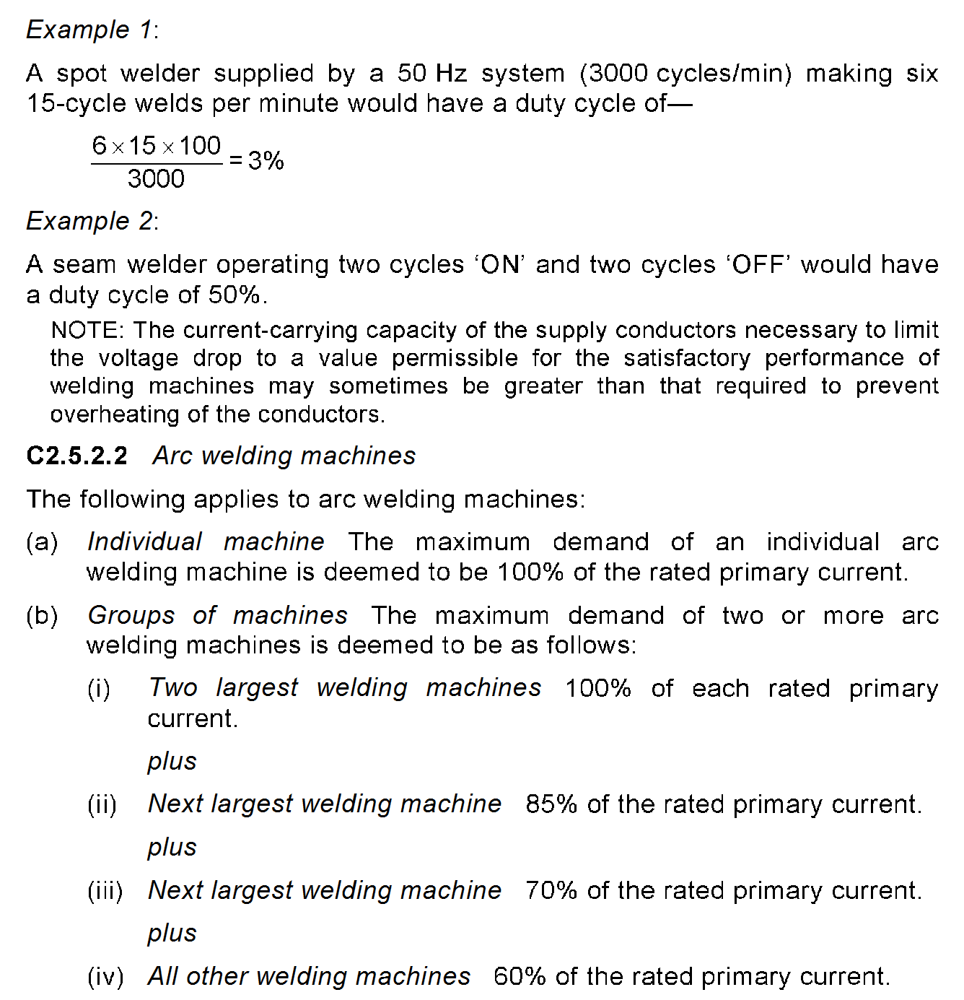 Example 1:
A spot welder supplied by a 50 Hz system (3000 cycles/min) making six
15-cycle welds per minute would have a duty cycle of—
6 × 15 × 100
= 3%
3000
Example 2:
A seam welder operating two cycles ‘ON’ and two cycles ‘OFF’ would have
a duty cycle of 50%.
NOTE: The current-carrying capacity of the supply conductors necessary to limit
the voltage drop to a value permissible for the satisfactory performance of
welding machines may sometimes be greater than that required to prevent
overheating of the conductors.
C2.5.2.2 Arc welding machines
The following applies to arc welding machines:
(a) Individual machine The maximum demand of an individual arc
welding machine is deemed to be 100% of the rated primary current.
(b) Groups of machines The maximum demand of two or more arc
welding machines is deemed to be as follows:
(i) Two largest welding machines 100% of each rated primary
current.
plus
(ii) Next largest welding machine 85% of the rated primary current.
plus
(iii) Next largest welding machine 70% of the rated primary current.
plus
(iv) All other welding machines 60% of the rated primary current.